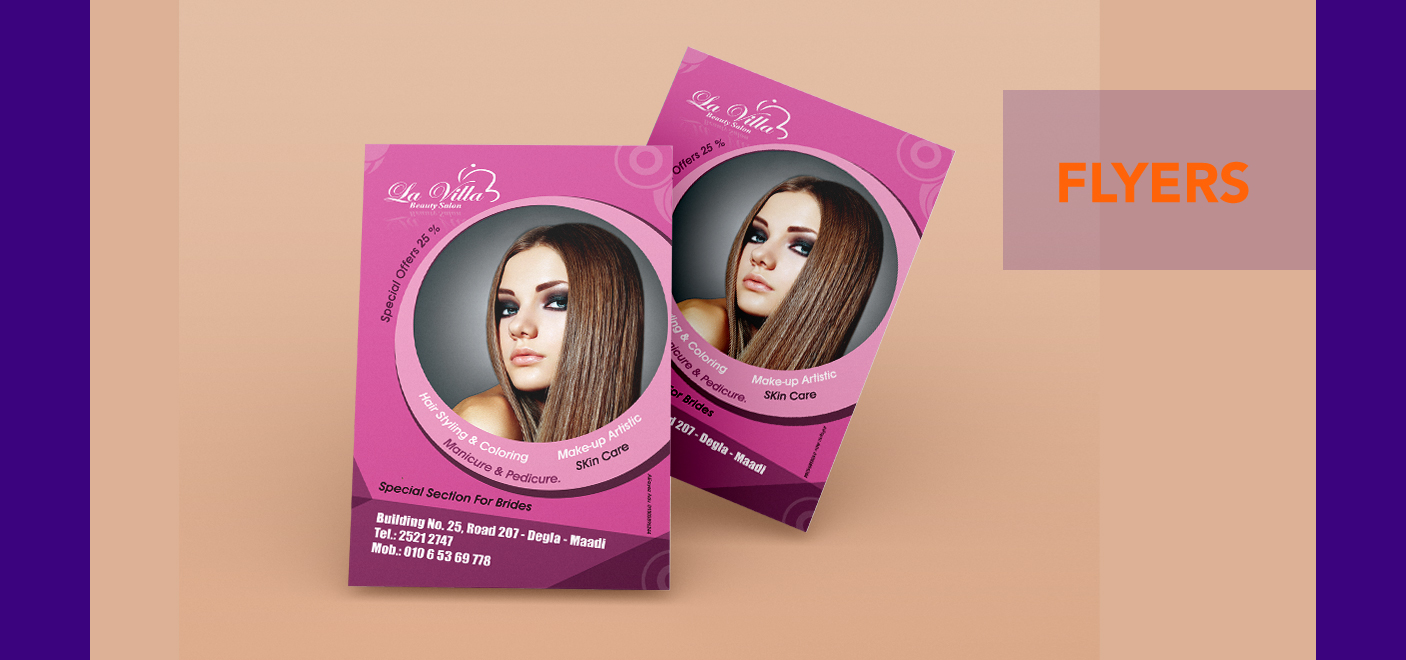 La Villa
Beauty Salon
Special Offers 25 %
Hair Styling & Coloring
Make-up Artistic
Manicure & Pedicure.
SKin Care
Special Section For Brides
Building No. 25, Road 207 - Degla - Maadi
Tel.: 2521 2747
Mob.: 010 6 53 69 778
La Villa
Beauty Salon
Offers 25 %
& Coloring
Make-up Artistic
& Pedicure.
SKin Care
For Brides
207 - Degla - Maadi
FLYERS